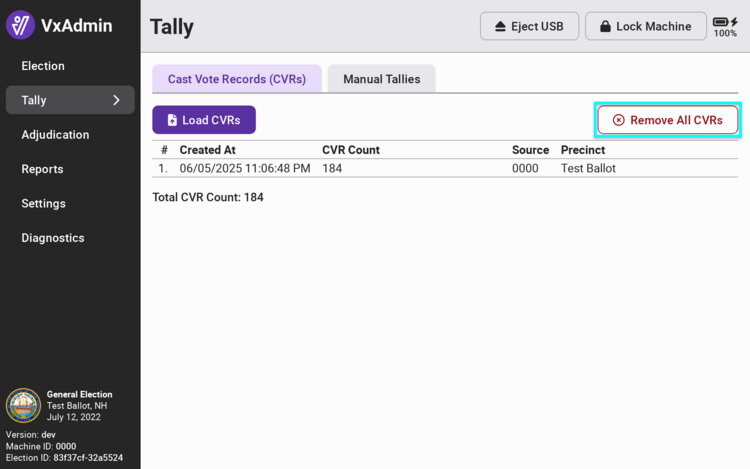 VxAdmin
Election
Tally
Adjudication
Reports
Settings
Diagnostics
General Election
Test Ballot, NH
July 12, 2022
Version: dev
Machine ID: 0000
Election ID: 83f37cf-32a5524
Tally
Eject USB
Lock Machine
100%
Cast Vote Records (CVRs)
Manual Tallies
Load CVRs
Remove All CVRs
# Created At CVR Count Source Precinct
1. 06/05/2025 11:06:48 PM 184 0000 Test Ballot
Total CVR Count: 184